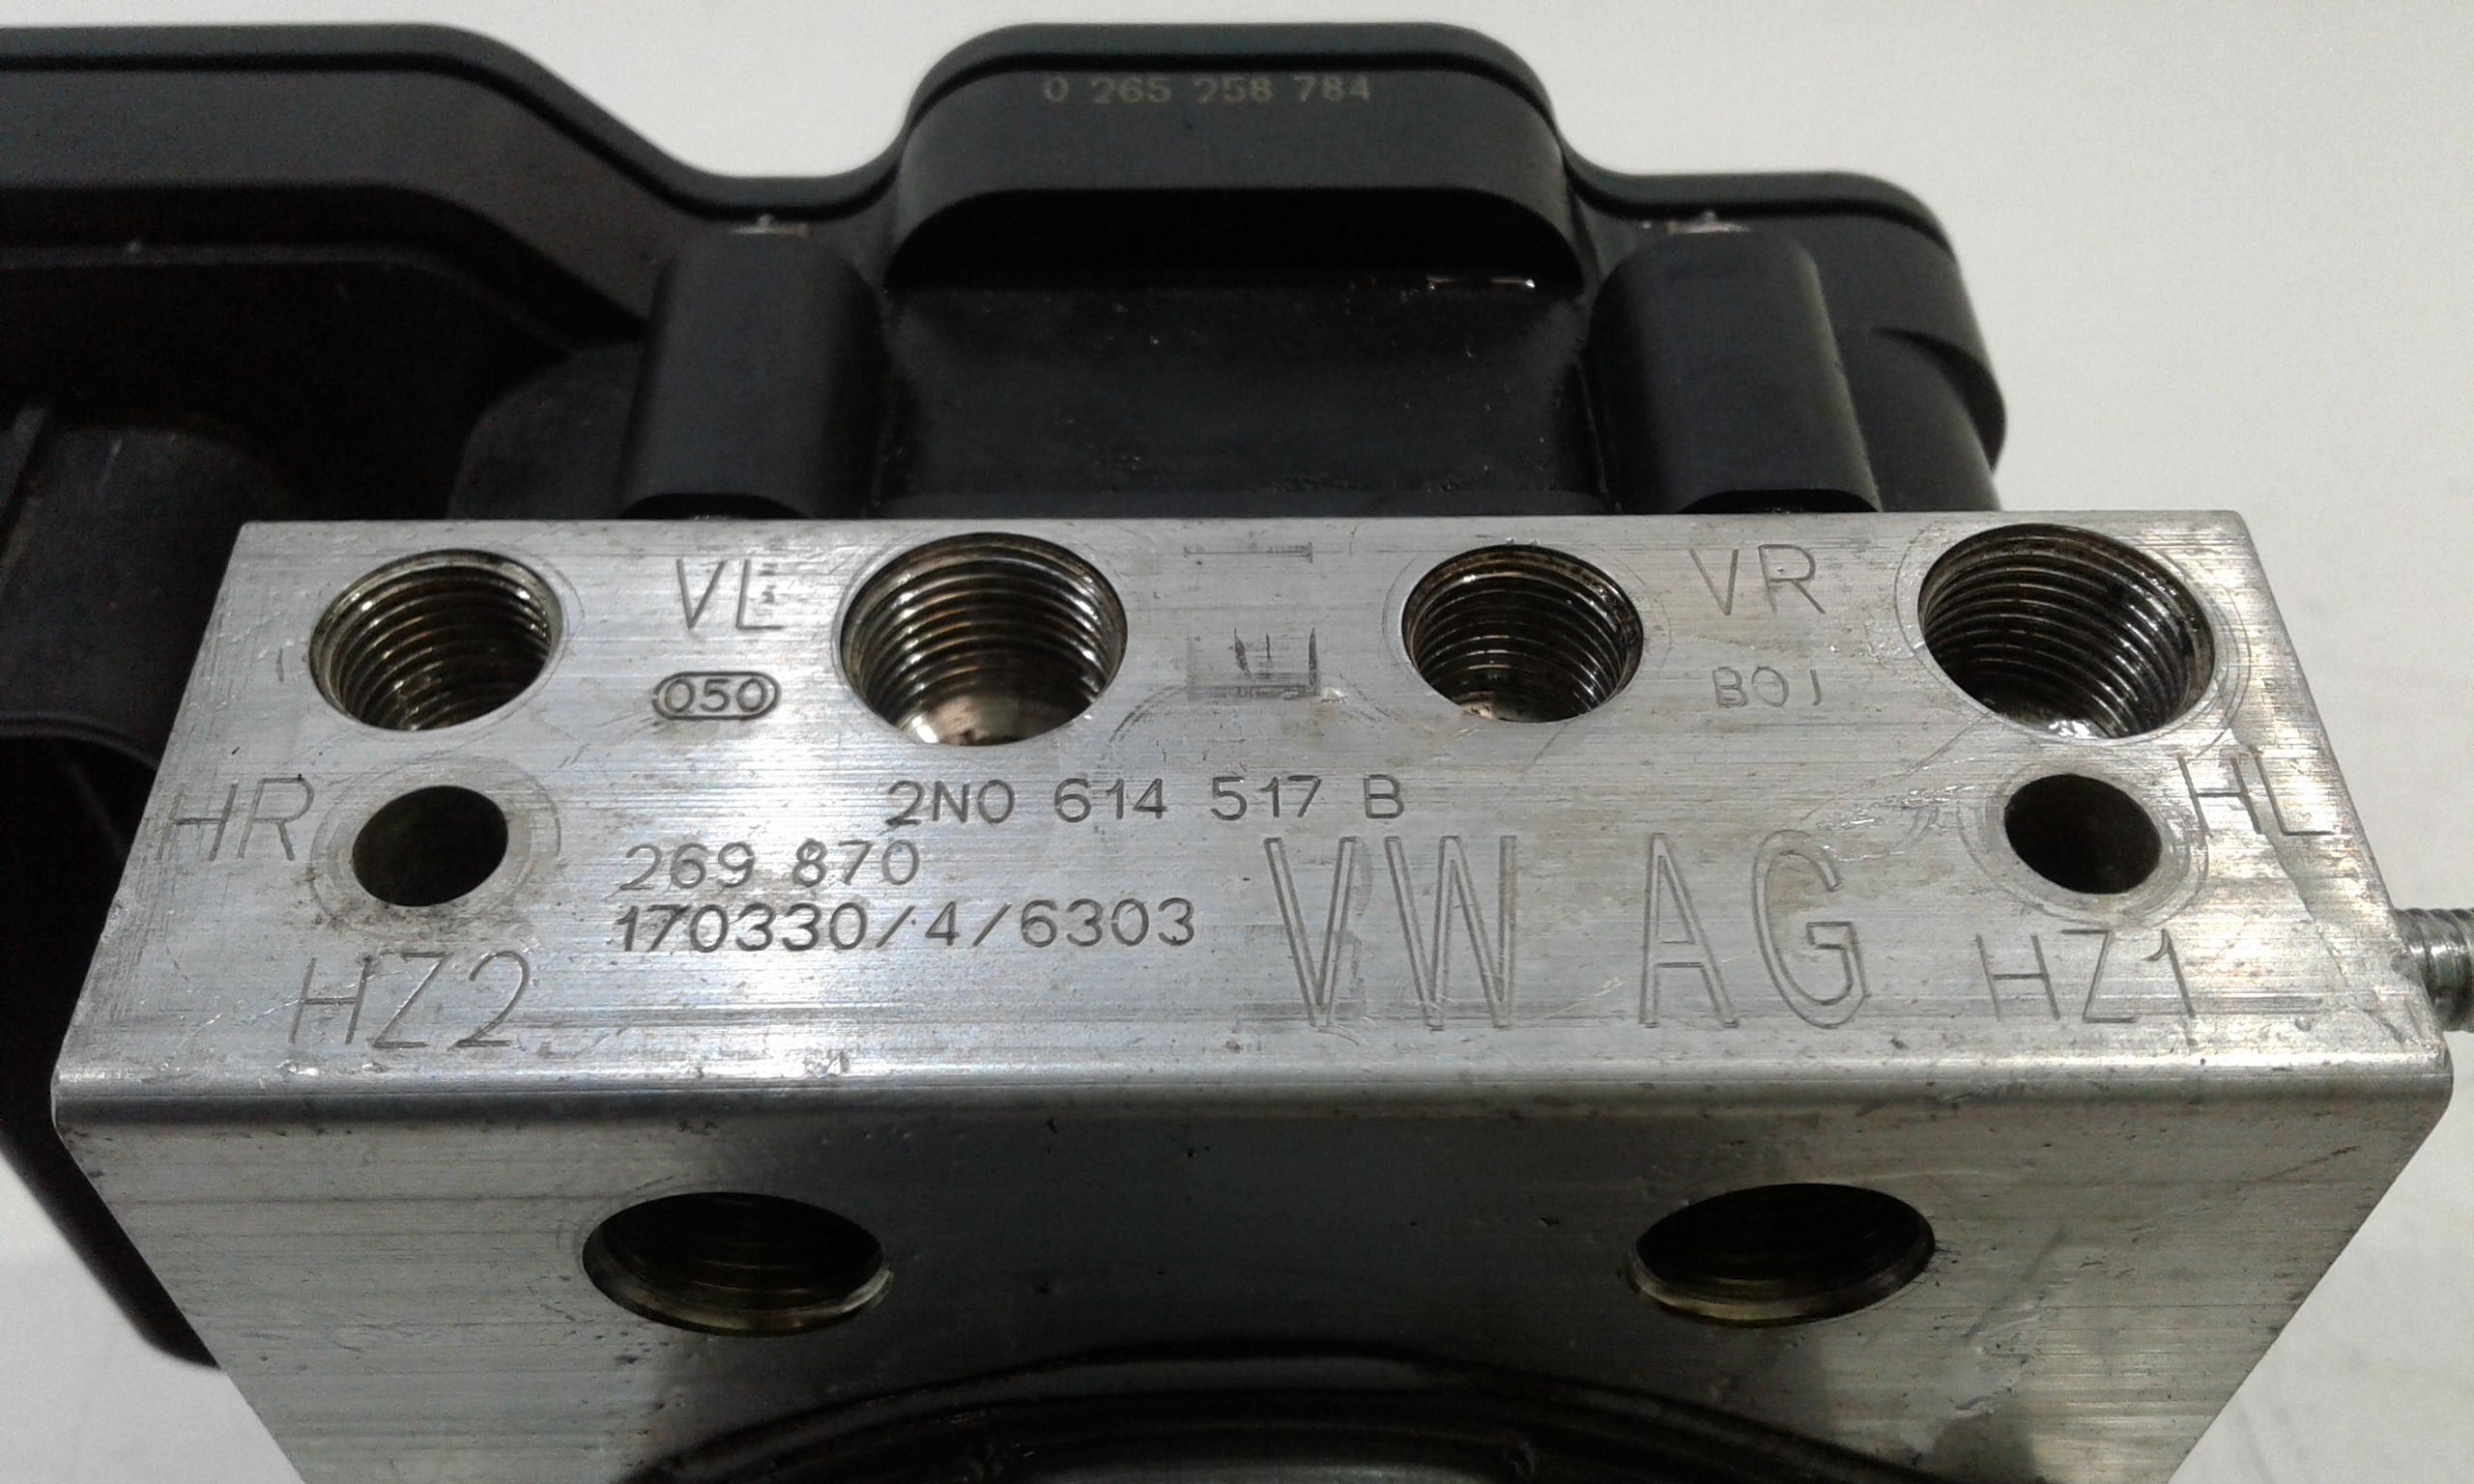 0 265 258 784
VL
VR
050
B01
HR
HL
2N0 614 517 B
269 870
170330/4/6303
VW AG
HZ2
HZ1